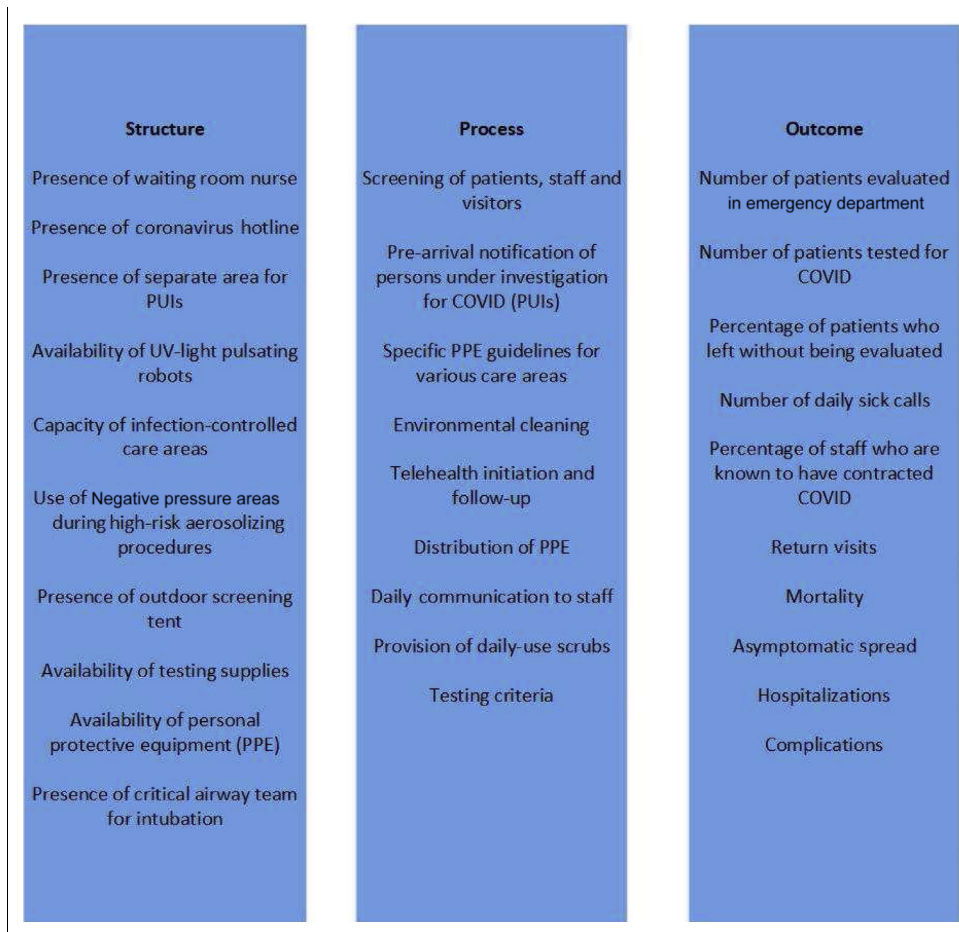 Structure
Presence of waiting room nurse
Presence of coronavirus hotline
Presence of separate area for
PUIs
Availability of UV-light pulsating
robots
Capacity of infection-controlled
care areas
Use of Negative pressure areas
during high-risk aerosolizing
procedures
Presence of outdoor screening
tent
Availability of testing supplies
Availability of personal
protective equipment (PPE)
Presence of critical airway team
for intubation
Process
Screening of patients, staff and
visitors
Pre-arrival notification of
persons under investigation
for COVID (PUIs)
Specific PPE guidelines for
various care areas
Environmental cleaning
Telehealth initiation and
follow-up
Distribution of PPE
Daily communication to staff
Provision of daily-use scrubs
Testing criteria
Outcome
Number of patients evaluated
in emergency department
Number of patients tested for
COVID
Percentage of patients who
left without being evaluated
Number of daily sick calls
Percentage of staff who are
known to have contracted
COVID
Return visits
Mortality
Asymptomatic spread
Hospitalizations
Complications